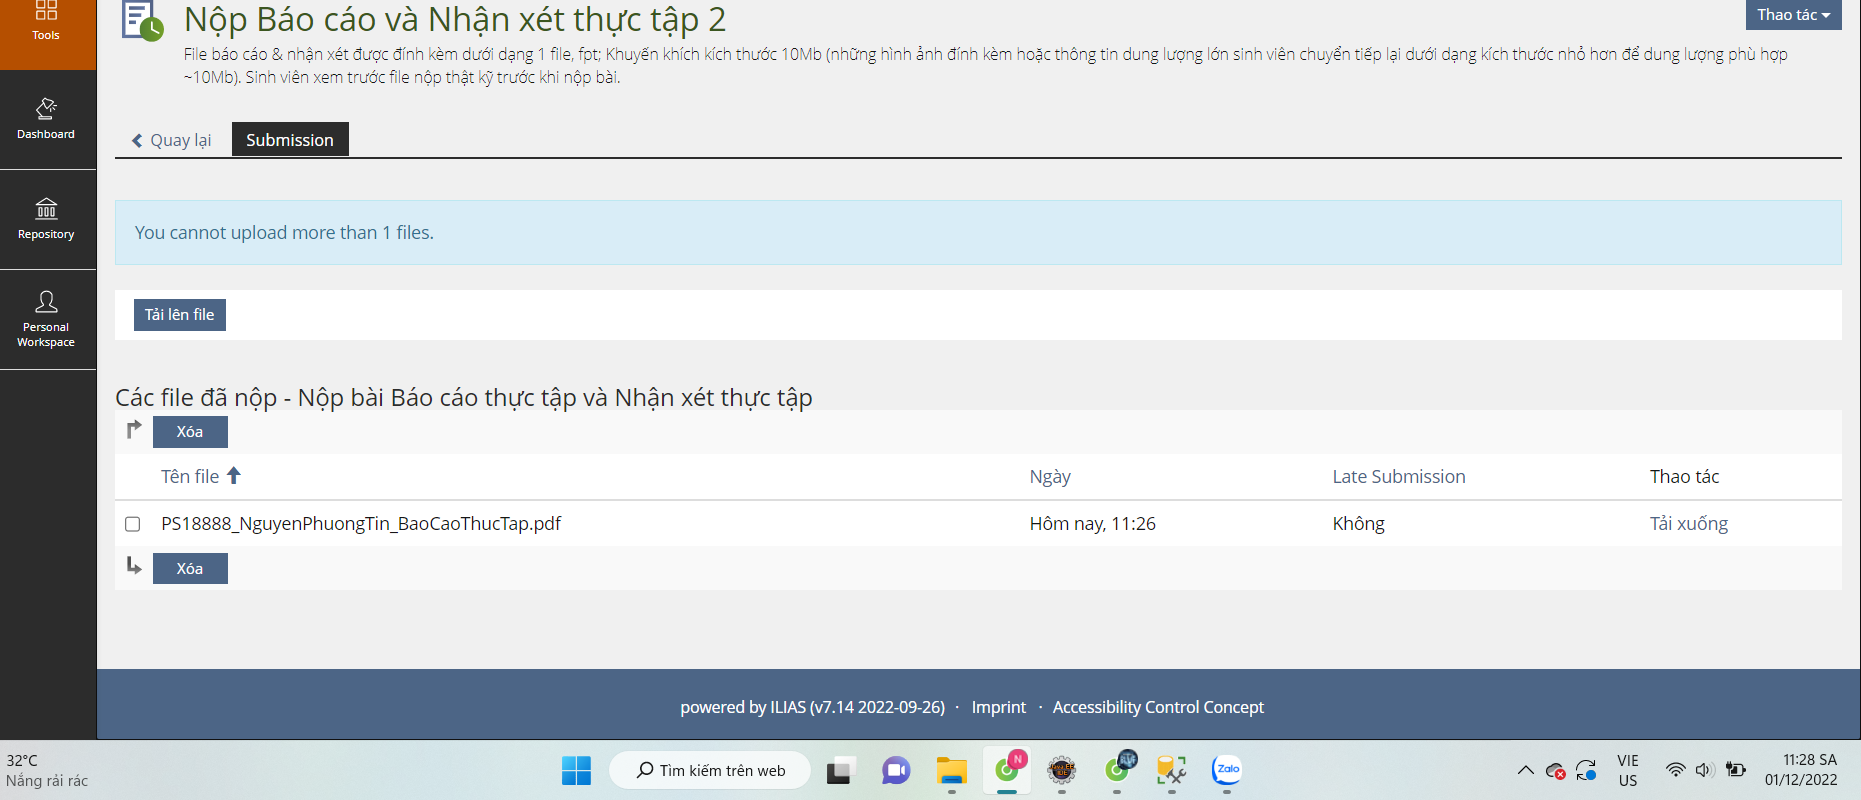 Tools
Dashboard
Repository
Personal
Workspace
Nộp Báo cáo và Nhận xét thực tập 2
Thao tác
File báo cáo & nhận xét được đính kèm dưới dạng 1 file, fpt; Khuyến khích kích thước 10Mb (những hình ảnh đính kèm hoặc thông tin dung lượng lớn sinh viên chuyển tiếp lại dưới dạng kích thước nhỏ hơn để dung lượng phù hợp
~10Mb). Sinh viên xem trước file nộp thật kỹ trước khi nộp bài.
Quay lại
Submission
You cannot upload more than 1 files.
Tải lên file
Các file đã nộp - Nộp bài Báo cáo thực tập và Nhận xét thực tập
Xóa
Tên file Ngày Late Submission Thao tác
PS18888_NguyenPhuongTin_BaoCaoThucTap.pdf Hôm nay, 11:26 Không Tải xuống
Xóa
powered by ILIAS (v7.14 2022-09-26) · Imprint · Accessibility Control Concept
32°C
Nắng rải rác
Tìm kiếm trên web
N
Zalo
VIE
US
11:28 SA
01/12/2022